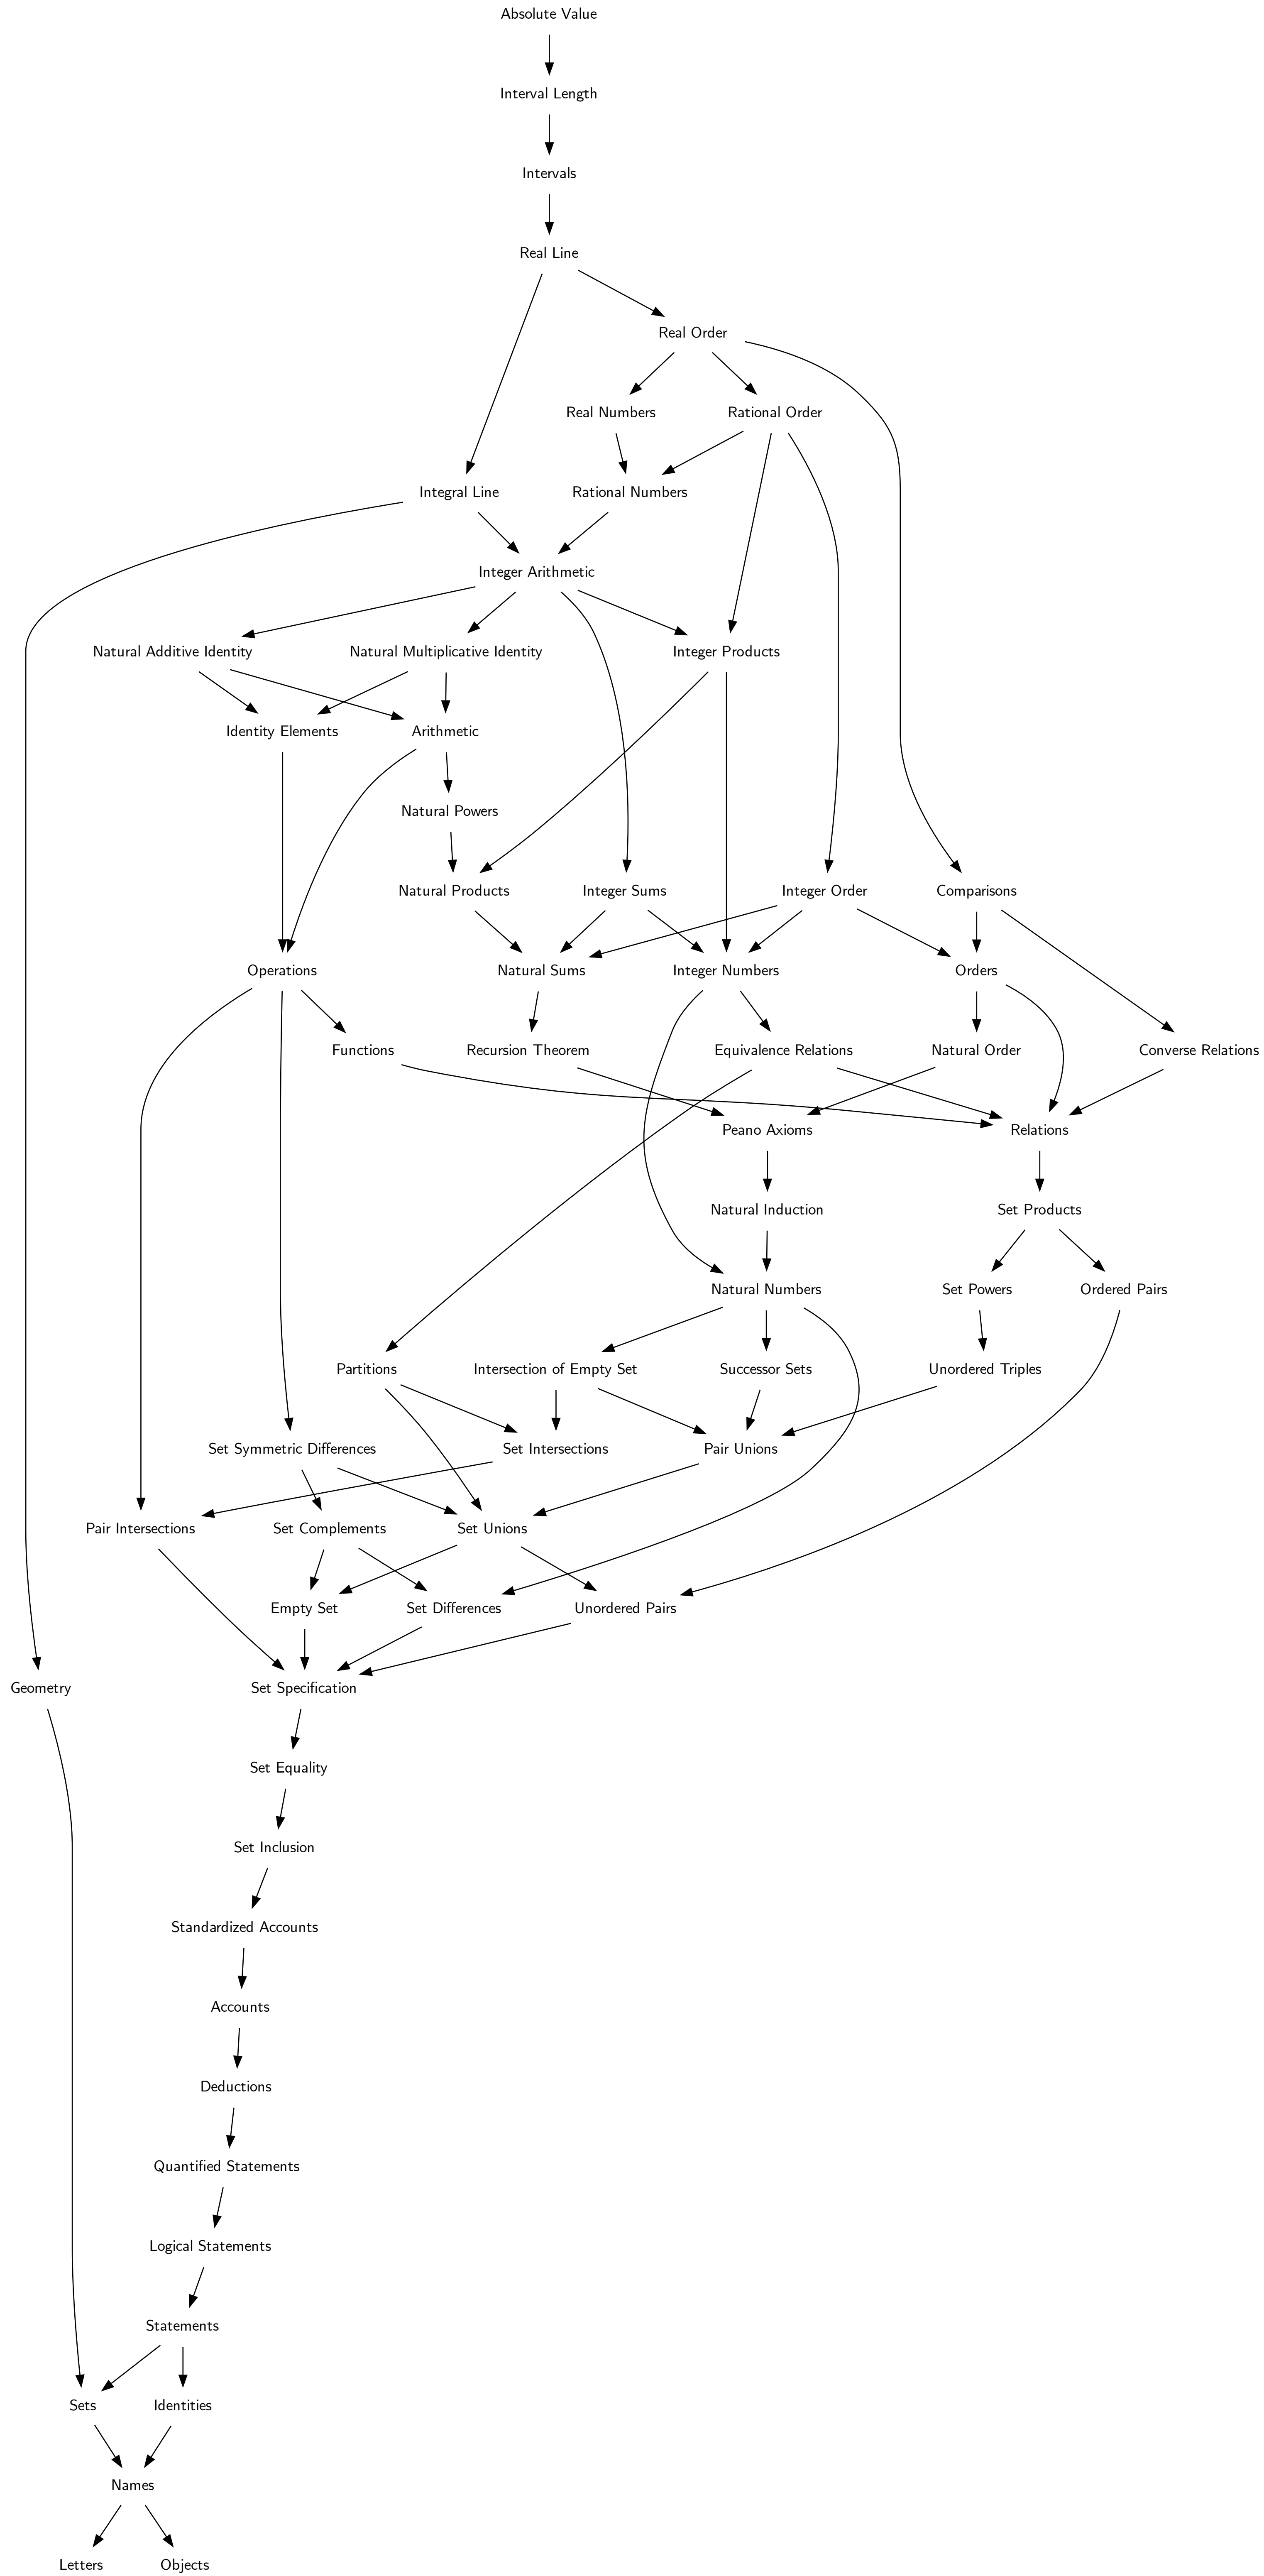 Absolute Value
Interval Length
Intervals
Real Line
Real Order
Real Numbers
Rational Order
Integral Line
Rational Numbers
Integer Arithmetic
Natural Additive Identity
Natural Multiplicative Identity
Integer Products
Identity Elements
Arithmetic
Natural Powers
Natural Products
Integer Sums
Integer Order
Comparisons
Operations
Natural Sums
Integer Numbers
Orders
Functions
Recursion Theorem
Equivalence Relations
Natural Order
Converse Relations
Peano Axioms
Relations
Natural Induction
Set Products
Natural Numbers
Set Powers
Ordered Pairs
Partitions
Intersection of Empty Set
Successor Sets
Unordered Triples
Set Symmetric Differences
Set Intersections
Pair Unions
Pair Intersections
Set Complements
Set Unions
Empty Set
Set Differences
Unordered Pairs
Geometry
Set Specification
Set Equality
Set Inclusion
Standardized Accounts
Accounts
Deductions
Quantified Statements
Logical Statements
Statements
Sets
Identities
Names
Letters
Objects